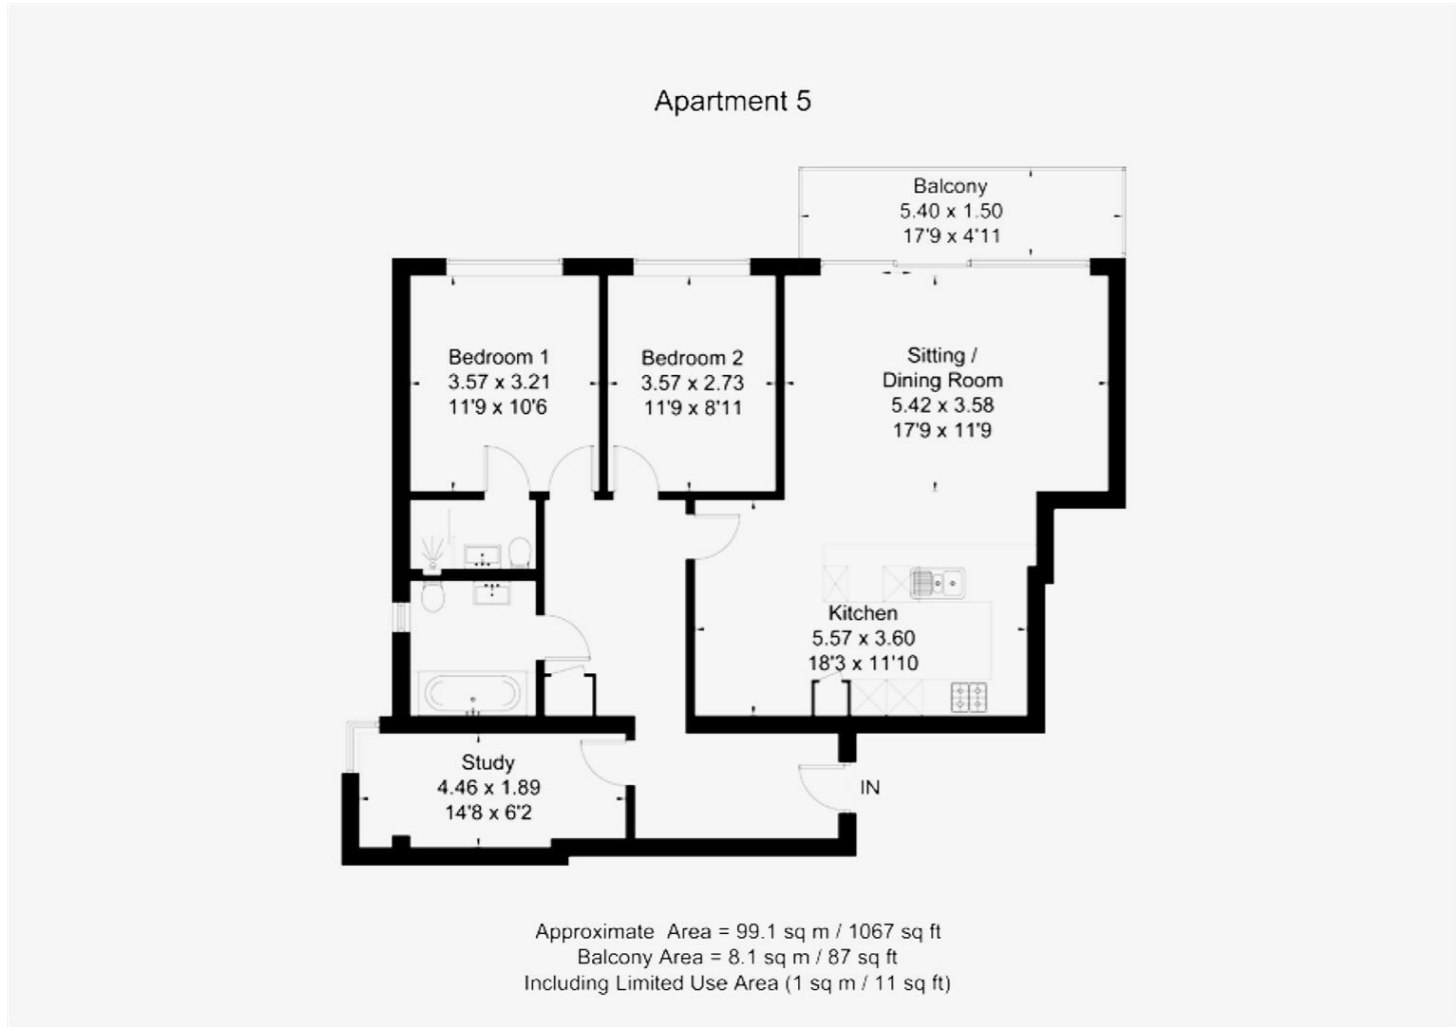 Apartment 5
Balcony
5.40 x 1.50
17'9 x 4'11
Bedroom 1
3.57 x 3.21
11'9 x 10'6
Bedroom 2
3.57 x 2.73
11'9 x 8'11
Sitting /
Dining Room
5.42 x 3.58
17'9 x 11'9
Kitchen
5.57 x 3.60
18'3 x 11'10
Study
4.46 x 1.89
14'8 x 6'2
IN
Approximate Area = 99.1 sq m / 1067 sq ft
Balcony Area = 8.1 sq m / 87 sq ft
Including Limited Use Area (1 sq m / 11 sq ft)